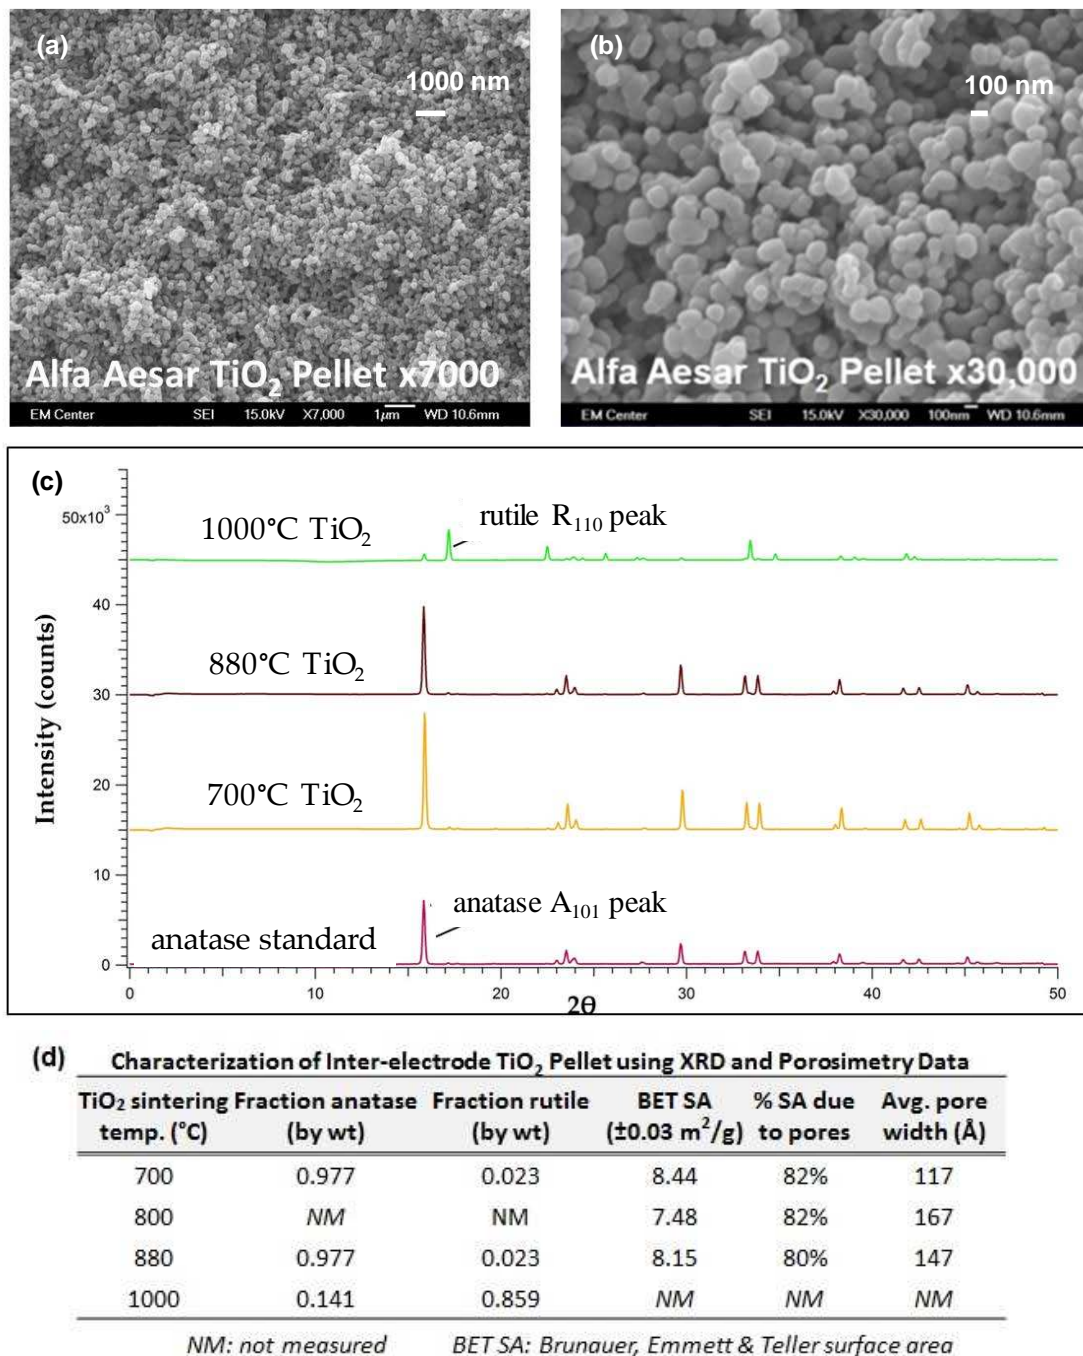 (a)
1000 nm
Alfa Aesar TiO₂ Pellet x7000
EM Center SEI 15.0kV X7,000 1µm WD 10.6mm
(b)
100 nm
Alfa Aesar TiO₂ Pellet x30,000
EM Center SEI 15.0kV X30,000 100nm WD 10.6mm
(c)
50x10³
40
30
20
10
0
Intensity (counts)
1000°C TiO₂
rutile R₁₁₀ peak
880°C TiO₂
700°C TiO₂
anatase standard
anatase A₁₀₁ peak
0 10 20 30 40 50
2θ
(d) Characterization of Inter-electrode TiO₂ Pellet using XRD and Porosimetry Data
TiO₂ sintering Fraction anatase Fraction rutile BET SA % SA due Avg. pore
temp. (°C) (by wt) (by wt) (±0.03 m²/g) to pores width (Å)
700 0.977 0.023 8.44 82% 117
800 NM NM 7.48 82% 167
880 0.977 0.023 8.15 80% 147
1000 0.141 0.859 NM NM NM
NM: not measured BET SA: Brunauer, Emmett & Teller surface area